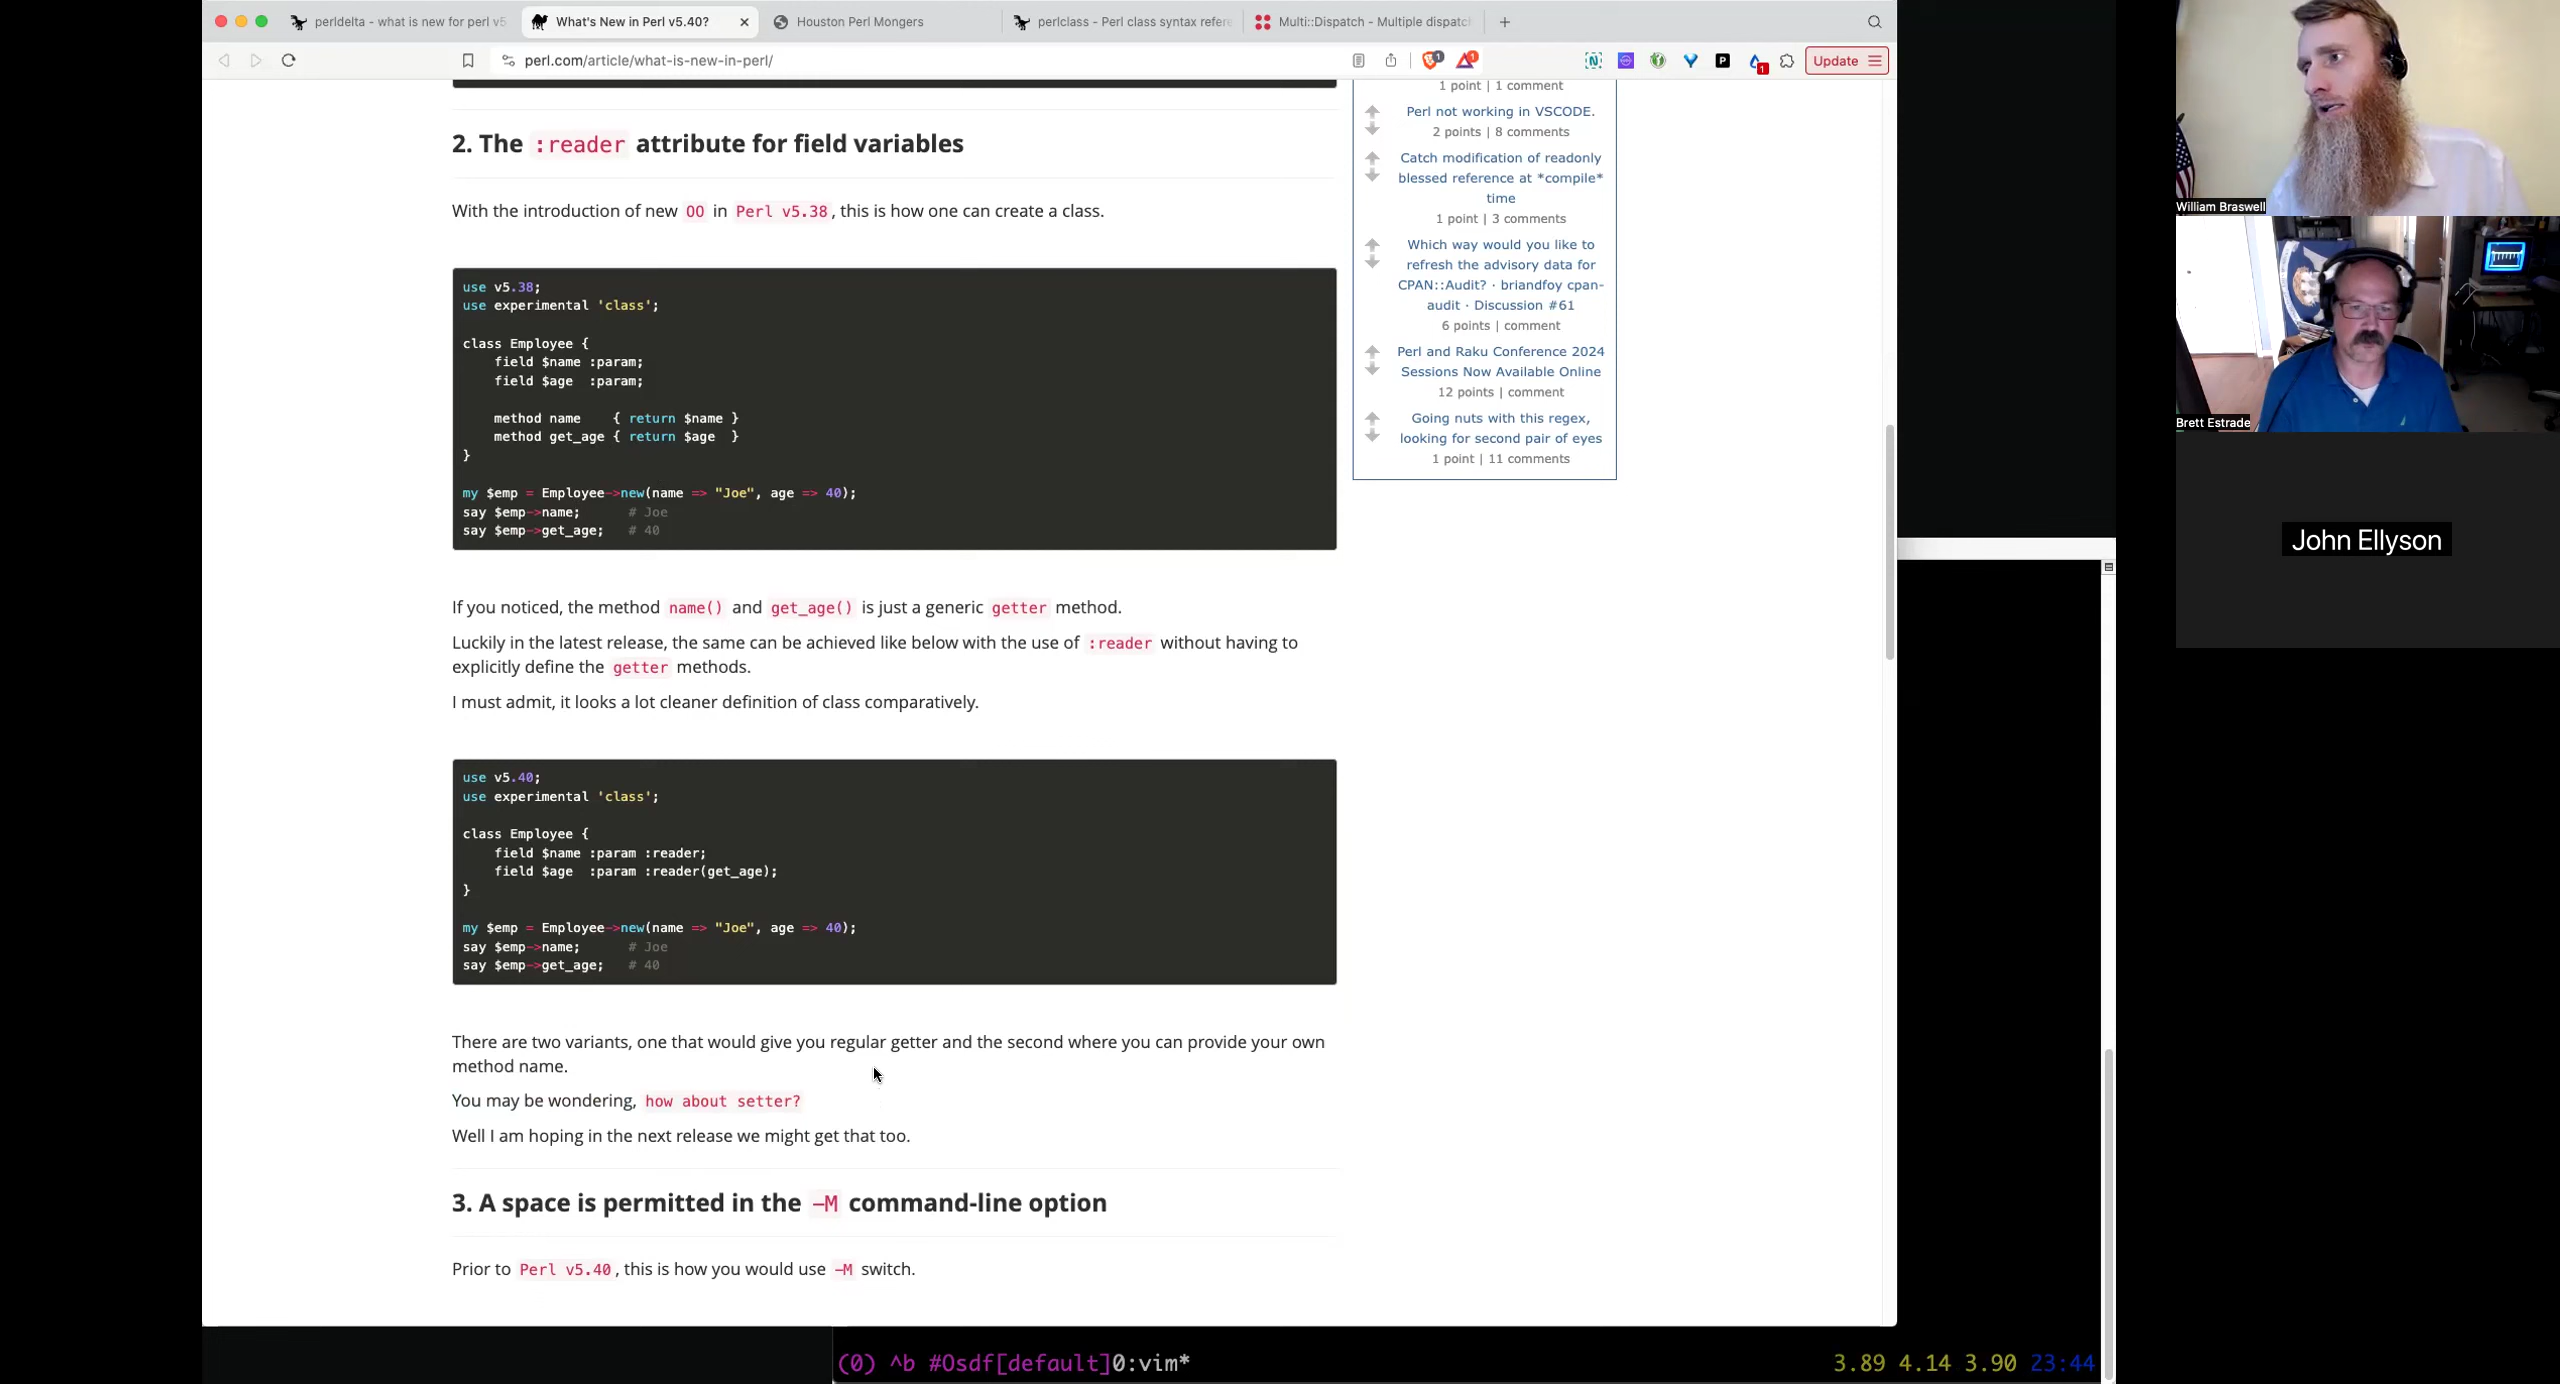 perldelta - what is new for perl v5
What's New in Perl v5.40?
Houston Perl Mongers
perlclass - Perl class syntax refere
Multi::Dispatch - Multiple dispatc
perl.com/article/what-is-new-in-perl/
1
1
N
P
1
Update
2. The :reader attribute for field variables
With the introduction of new OO in Perl v5.38, this is how one can create a class.
use v5.38;
use experimental 'class';
class Employee {
field $name :param;
field $age  :param;
method name    { return $name }
method get_age { return $age  }
}
my $emp = Employee->new(name => "Joe", age => 40);
say $emp->name;      # Joe
say $emp->get_age;   # 40
If you noticed, the method name() and get_age() is just a generic getter method.
Luckily in the latest release, the same can be achieved like below with the use of :reader without having to
explicitly define the getter methods.
I must admit, it looks a lot cleaner definition of class comparatively.
use v5.40;
use experimental 'class';
class Employee {
field $name :param :reader;
field $age  :param :reader(get_age);
}
my $emp = Employee->new(name => "Joe", age => 40);
say $emp->name;      # Joe
say $emp->get_age;   # 40
There are two variants, one that would give you regular getter and the second where you can provide your own
method name.
You may be wondering, how about setter?
Well I am hoping in the next release we might get that too.
3. A space is permitted in the -M command-line option
Prior to Perl v5.40, this is how you would use -M switch.
1 point | 1 comment
Perl not working in VSCODE.
2 points | 8 comments
Catch modification of readonly
blessed reference at *compile*
time
1 point | 3 comments
Which way would you like to
refresh the advisory data for
CPAN::Audit? · briandfoy cpan-
audit · Discussion #61
6 points | comment
Perl and Raku Conference 2024
Sessions Now Available Online
12 points | comment
Going nuts with this regex,
looking for second pair of eyes
1 point | 11 comments
William Braswell
Brett Estrade
John Ellyson
(0) ^b #Osdf[default]0:vim*
3.89 4.14 3.90 23:44